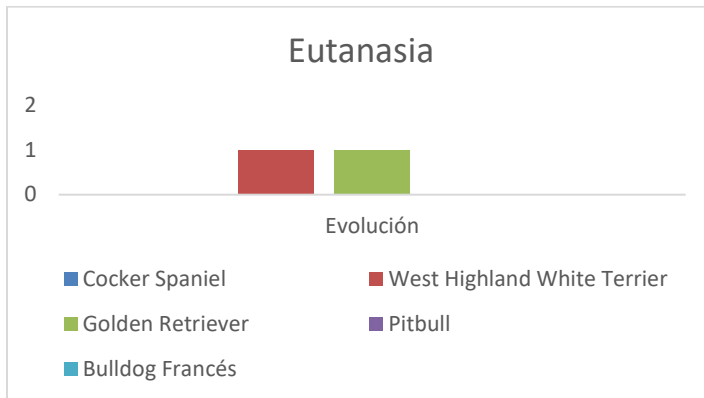 Eutanasia
2
1
0
Evolución
Cocker Spaniel West Highland White Terrier
Golden Retriever Pitbull
Bulldog Francés